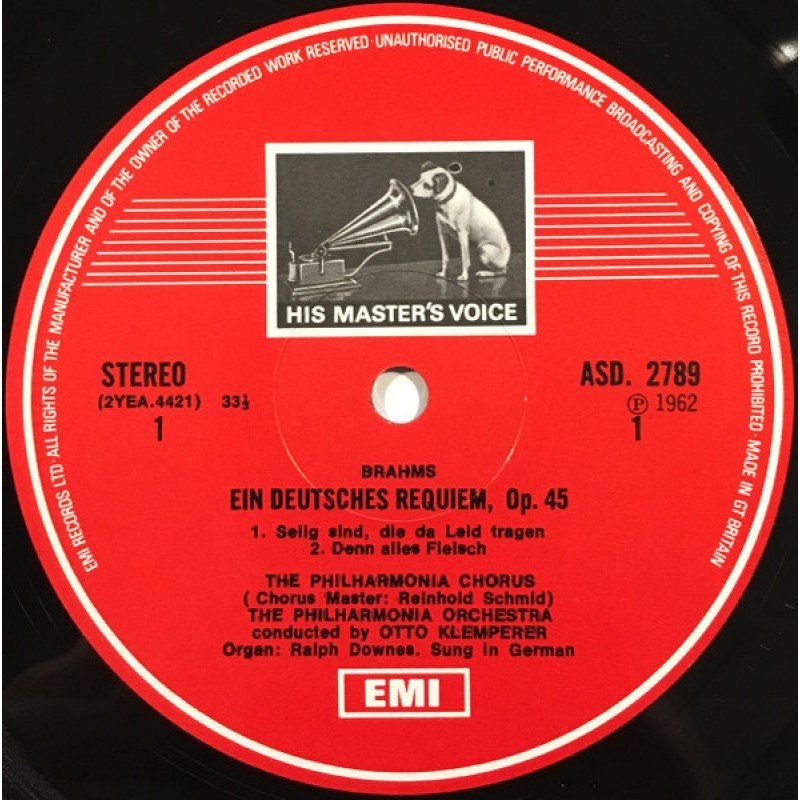 EMI RECORDS LTD · ALL RIGHTS OF THE MANUFACTURER AND OF THE OWNER OF THE RECORDED WORK RESERVED · UNAUTHORISED PUBLIC PERFORMANCE BROADCASTING AND COPYING OF THIS RECORD PROHIBITED · MADE IN GT BRITAIN
HIS MASTER'S VOICE
STEREO
(2YEA.4421) 33⅓
1
ASD. 2789
Ⓟ 1962
1
BRAHMS
EIN DEUTSCHES REQUIEM, Op. 45
1. Selig sind, die da Leid tragen
2. Denn alles Fleisch
THE PHILHARMONIA CHORUS
( Chorus Master: Reinhold Schmid)
THE PHILHARMONIA ORCHESTRA
conducted by OTTO KLEMPERER
Organ: Ralph Downes. Sung in German
EMI